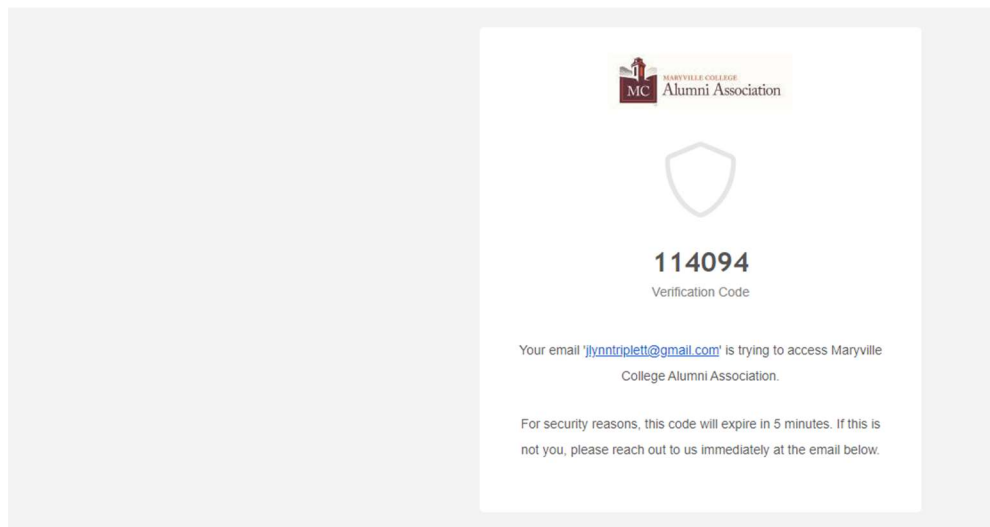 MC
MARYVILLE COLLEGE
Alumni Association
114094
Verification Code
Your email 'jlynntriplett@gmail.com' is trying to access Maryville
College Alumni Association.
For security reasons, this code will expire in 5 minutes. If this is
not you, please reach out to us immediately at the email below.